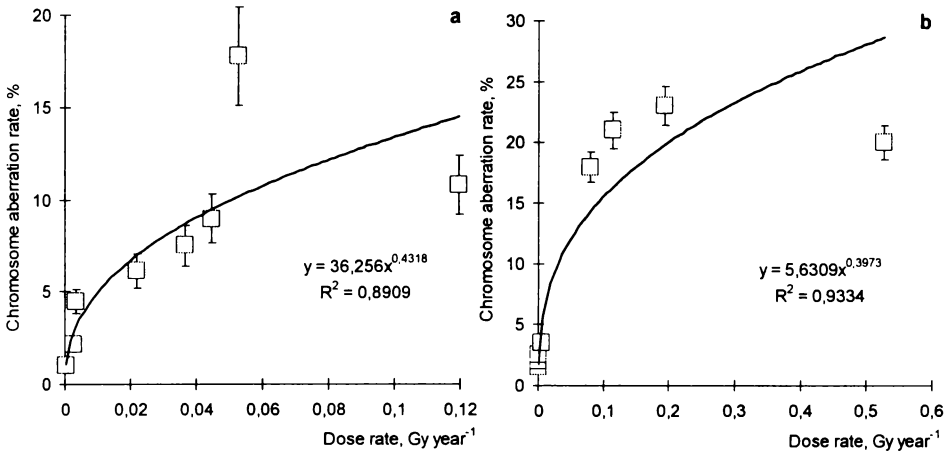 a
20
15
10
5
0
Chromosome aberration rate, %
y = 36,256x^0,4318
R² = 0,8909
0 0,02 0,04 0,06 0,08 0,1 0,12
Dose rate, Gy year⁻¹
b
30
25
20
15
10
5
0
Chromosome aberration rate, %
y = 5,6309x^0,3973
R² = 0,9334
0 0,1 0,2 0,3 0,4 0,5 0,6
Dose rate, Gy year⁻¹